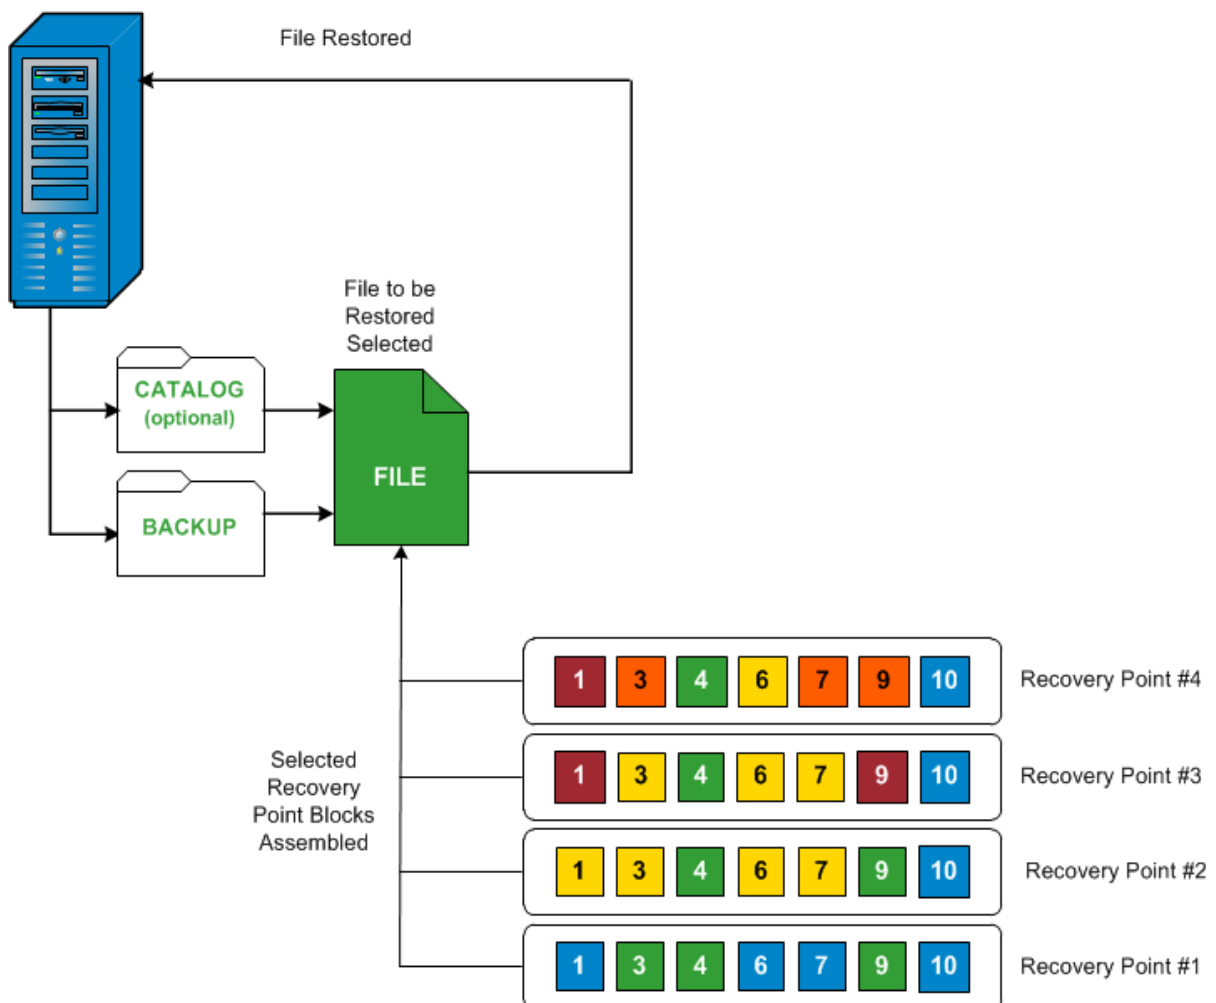 File Restored
File to be
Restored
Selected
CATALOG
(optional)
FILE
BACKUP
1 3 4 6 7 9 10 Recovery Point #4
Selected
Recovery
Point Blocks
Assembled
1 3 4 6 7 9 10 Recovery Point #3
1 3 4 6 7 9 10 Recovery Point #2
1 3 4 6 7 9 10 Recovery Point #1